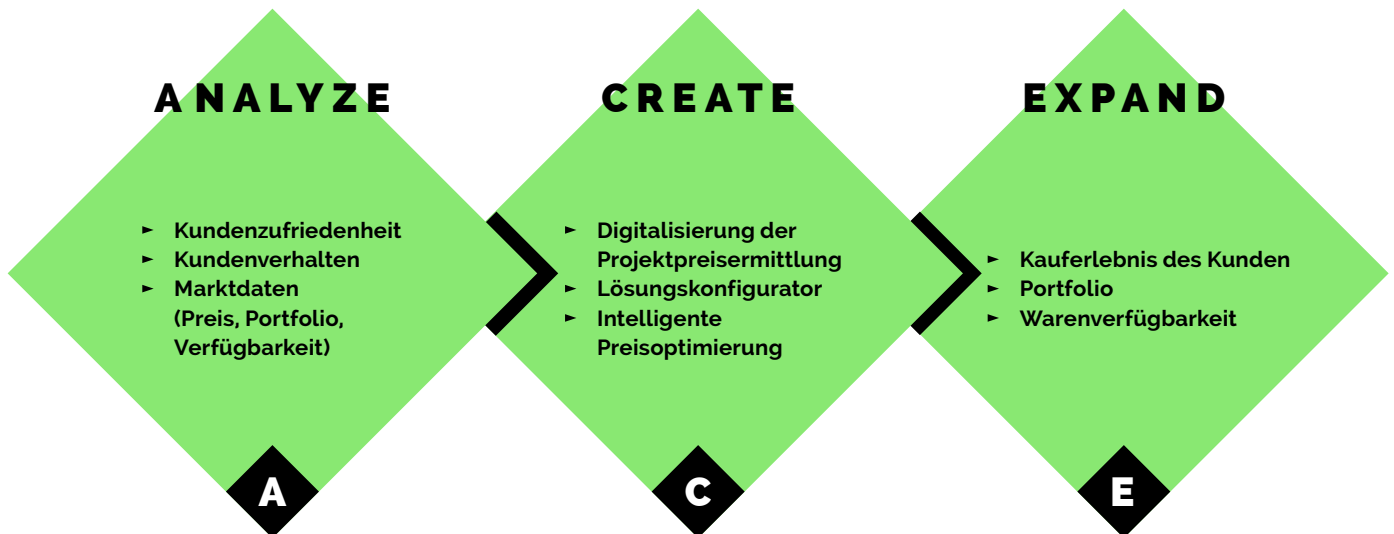 ANALYZE
► Kundenzufriedenheit
► Kundenverhalten
► Marktdaten
(Preis, Portfolio,
Verfügbarkeit)
A
CREATE
► Digitalisierung der
Projektpreisermittlung
► Lösungskonfigurator
► Intelligente
Preisoptimierung
C
EXPAND
► Kauferlebnis des Kunden
► Portfolio
► Warenverfügbarkeit
E